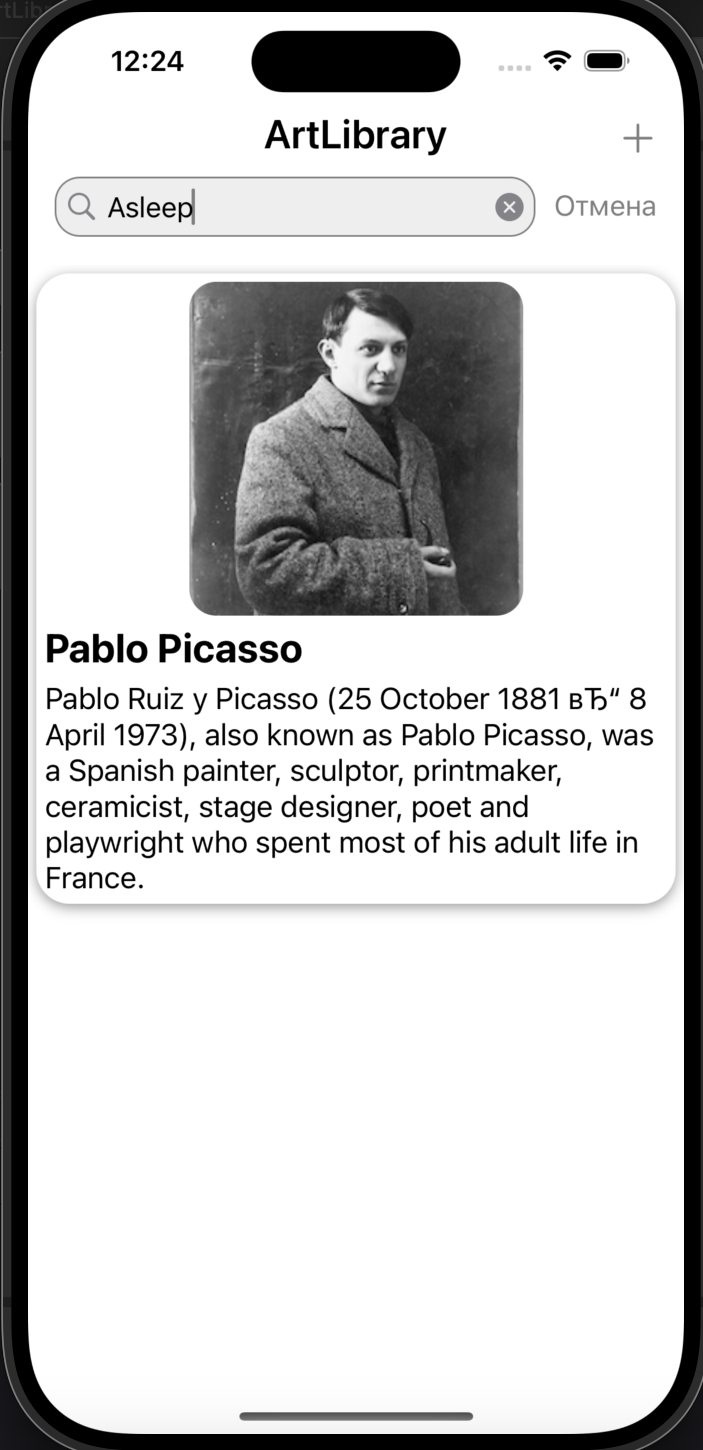 12:24
ArtLibrary
Asleep
Отмена
Pablo Picasso
Pablo Ruiz y Picasso (25 October 1881 вЂ“ 8
April 1973), also known as Pablo Picasso, was
a Spanish painter, sculptor, printmaker,
ceramicist, stage designer, poet and
playwright who spent most of his adult life in
France.